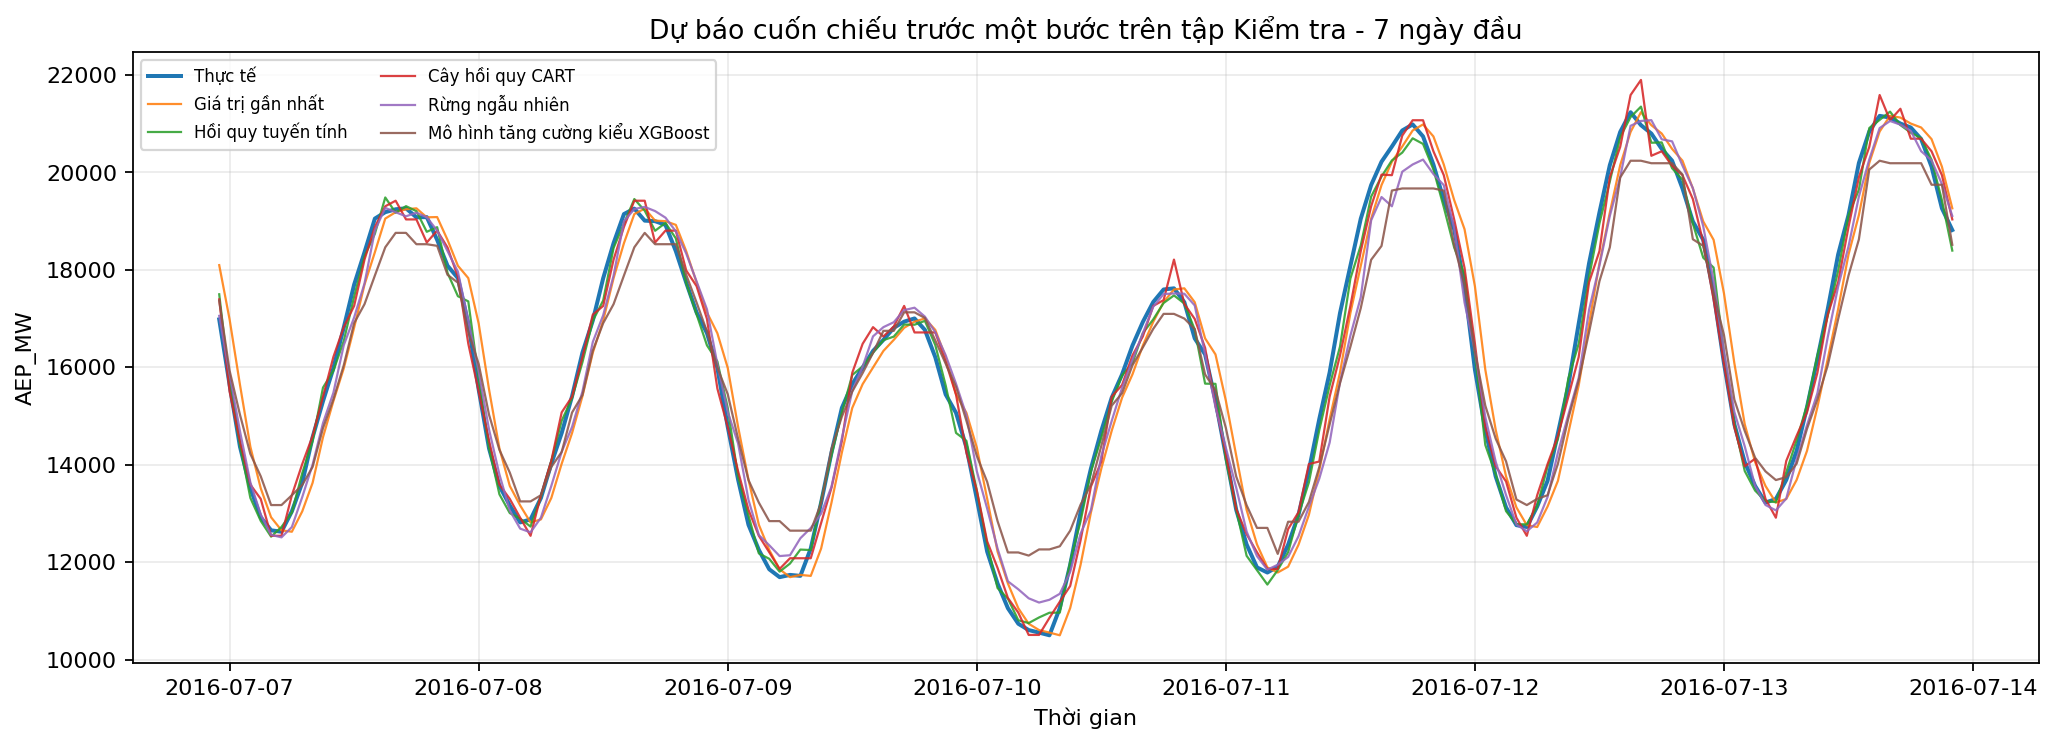 Dự báo cuốn chiếu trước một bước trên tập Kiểm tra - 7 ngày đầu
Thực tế
Giá trị gần nhất
Hồi quy tuyến tính
Cây hồi quy CART
Rừng ngẫu nhiên
Mô hình tăng cường kiểu XGBoost
AEP_MW
22000
20000
18000
16000
14000
12000
10000
2016-07-07
2016-07-08
2016-07-09
2016-07-10
2016-07-11
2016-07-12
2016-07-13
2016-07-14
Thời gian